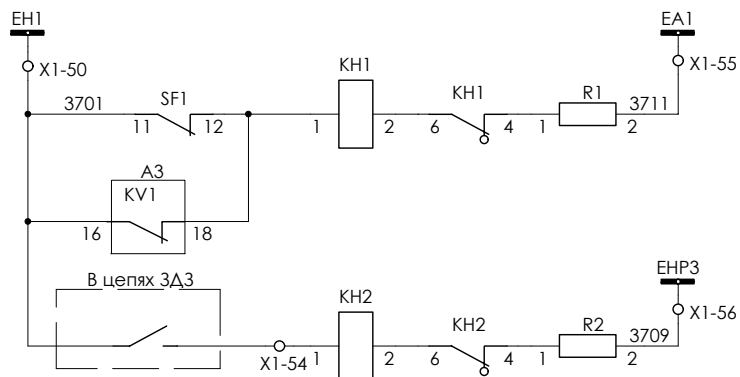 EH1
EA1
X1-50
X1-55
KH1
KH1
R1
3701
SF1
3711
11
12
1
2
6
4
1
2
A3
KV1
16
18
В цепях ЗДЗ
EHP3
X1-56
KH2
KH2
R2
3709
X1-54
1
2
6
4
1
2